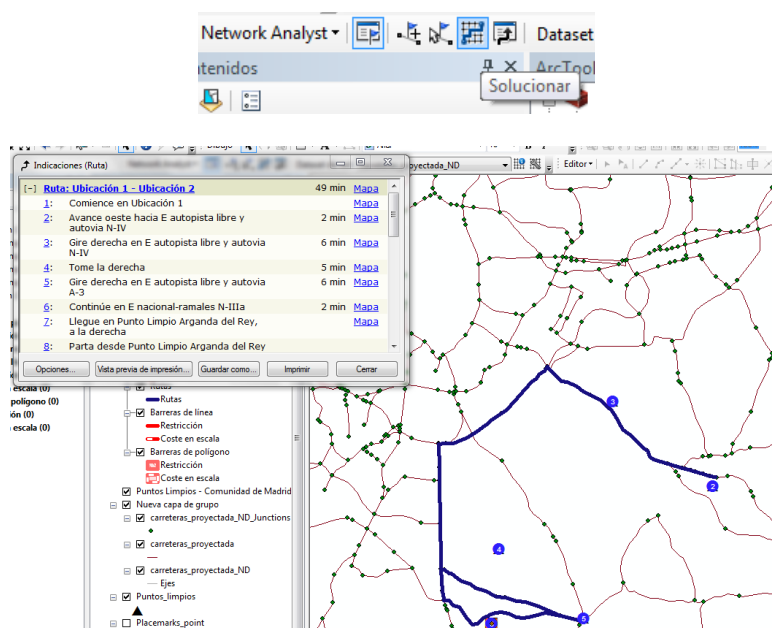 Network Analyst
Dataset
tenidos
ArcTool
Solucionar
Dibujo
Indicaciones (Ruta)
oyectada_ND
Editor
[-] Ruta: Ubicación 1 - Ubicación 2 49 min Mapa
1: Comience en Ubicación 1
2: Avance oeste hacia E autopista libre y 2 min Mapa
autovia N-IV
3: Gire derecha en E autopista libre y autovia 6 min Mapa
N-IV
4: Tome la derecha 5 min Mapa
5: Gire derecha en E autopista libre y autovia 6 min Mapa
A-3
6: Continúe en E nacional-ramales N-IIIa 2 min Mapa
7: Llegue en Punto Limpio Arganda del Rey, Mapa
a la derecha
8: Parta desde Punto Limpio Arganda del Rey
Opciones... Vista previa de impresión... Guardar como... Imprimir Cerrar
escala (0)
polígono (0)
ión (0)
escala (0)
Rutas
Rutas
Barreras de línea
Restricción
Coste en escala
Barreras de polígono
Restricción
Coste en escala
Puntos Limpios - Comunidad de Madrid
Nueva capa de grupo
carreteras_proyectada_ND_Junctions
carreteras_proyectada
carreteras_proyectada_ND
Ejes
Puntos_limpios
Placemarks_point
3
2
4
5